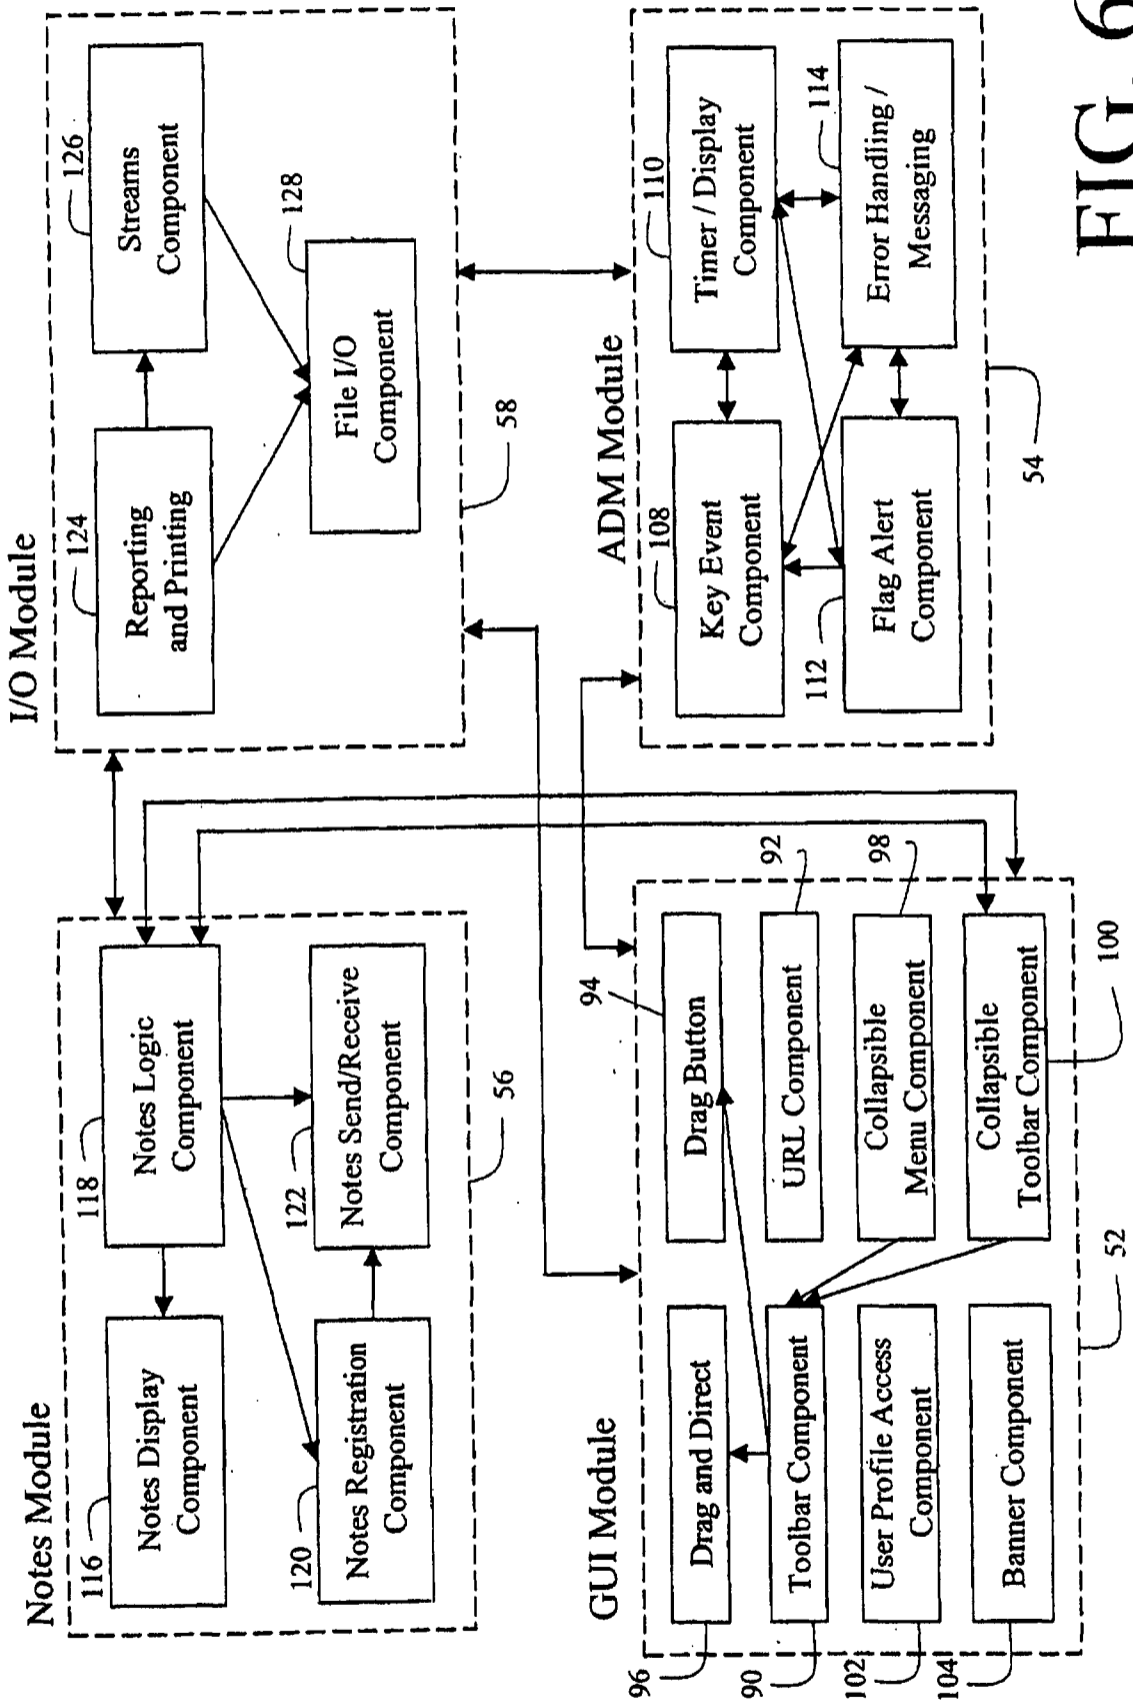 Notes Module
116
Notes Display
Component
118
Notes Logic
Component
120
Notes Registration
Component
122
Notes Send/Receive
Component
56
I/O Module
124
Reporting
and Printing
126
Streams
Component
128
File I/O
Component
58
GUI Module
96
Drag and Direct
94
Drag Button
90
Toolbar Component
92
URL Component
102
User Profile Access
Component
98
Collapsible
Menu Component
104
Banner Component
100
Collapsible
Toolbar Component
52
ADM Module
108
Key Event
Component
110
Timer / Display
Component
112
Flag Alert
Component
114
Error Handling /
Messaging
54
FIG. 6